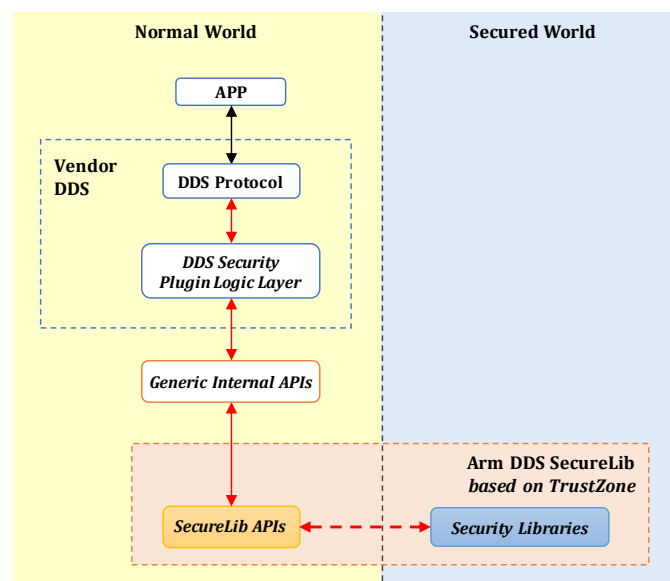 Normal World
Secured World
APP
Vendor
DDS
DDS Protocol
DDS Security
Plugin Logic Layer
Generic Internal APIs
Arm DDS SecureLib
based on TrustZone
SecureLib APIs
Security Libraries